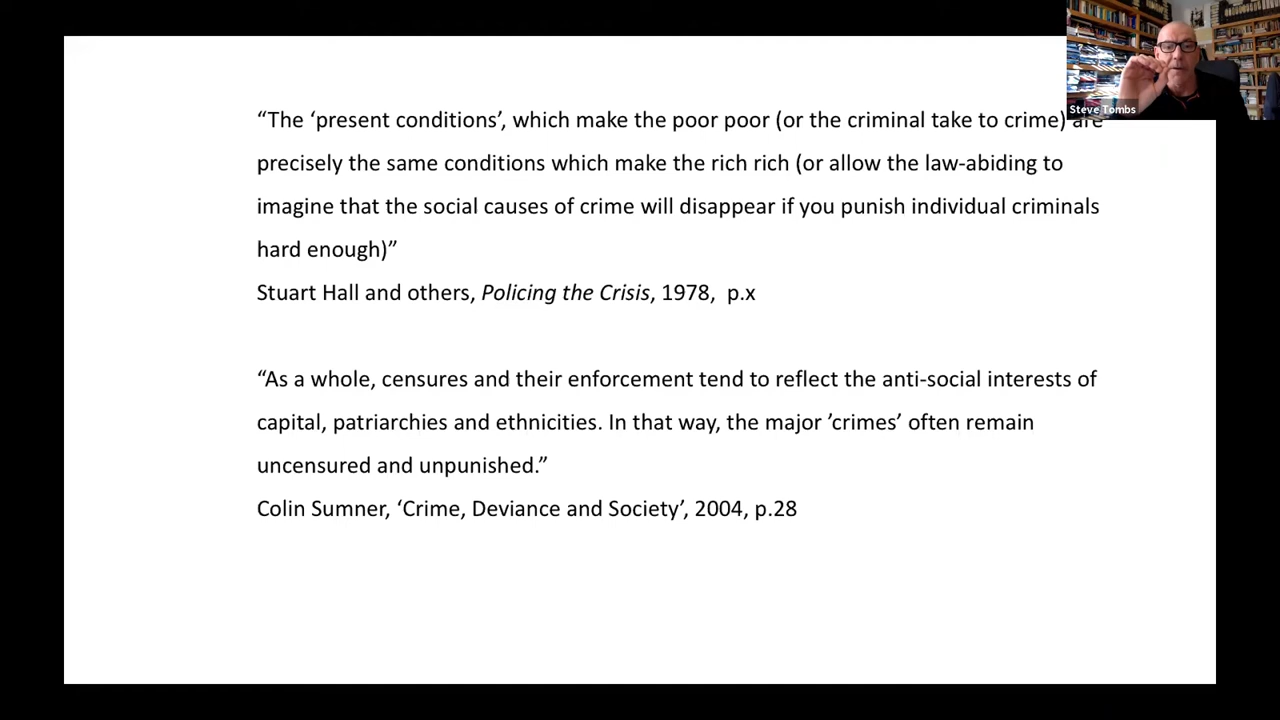 Steve Tombs
“The ‘present conditions’, which make the poor poor (or the criminal take to crime) are
precisely the same conditions which make the rich rich (or allow the law-abiding to
imagine that the social causes of crime will disappear if you punish individual criminals
hard enough)”
Stuart Hall and others, Policing the Crisis, 1978,  p.x
“As a whole, censures and their enforcement tend to reflect the anti-social interests of
capital, patriarchies and ethnicities. In that way, the major ’crimes’ often remain
uncensured and unpunished.”
Colin Sumner, ‘Crime, Deviance and Society’, 2004, p.28